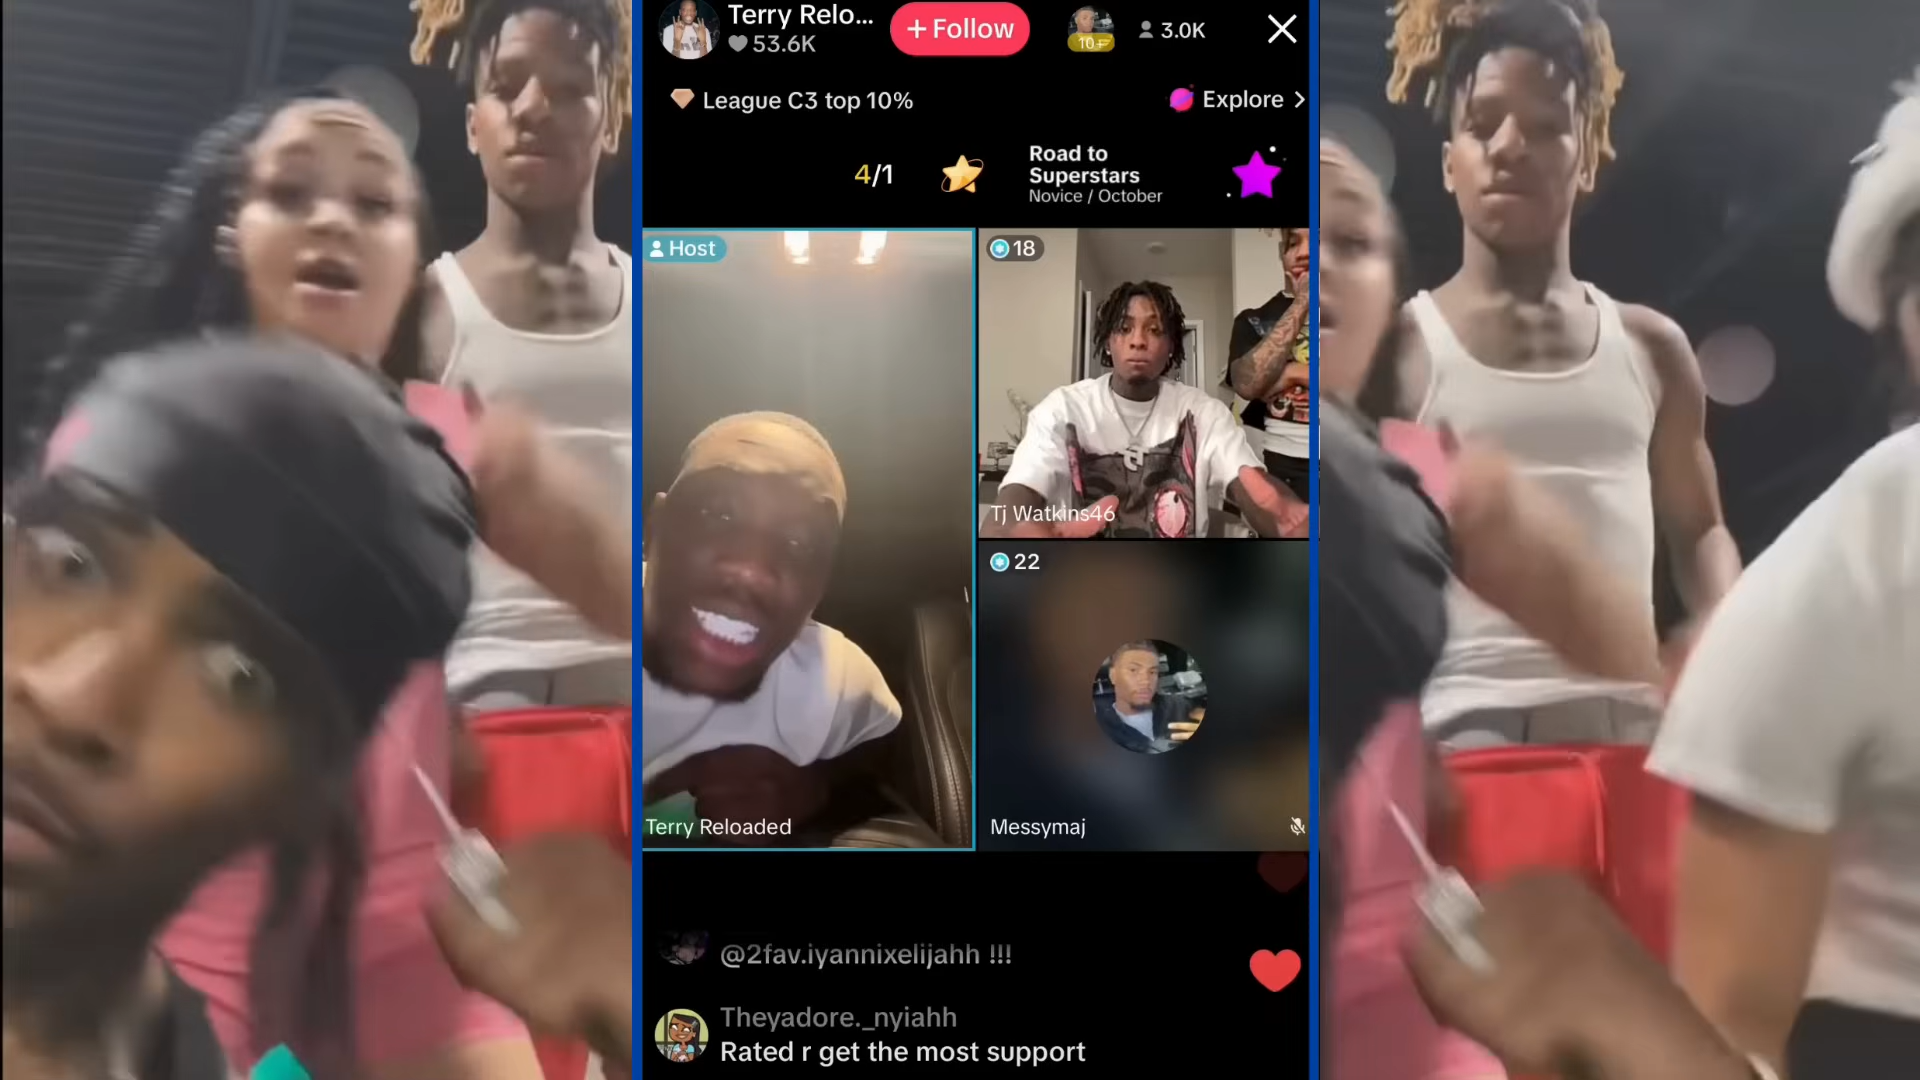 Terry Relo...
53.6K
+ Follow
10+
3.0K
League C3 top 10%
Explore >
4/1
Road to
Superstars
Novice / October
Host
18
Tj Watkins46
22
Terry Reloaded
Messymaj
@2fav.iyannixelijahh !!!
Theyadore._nyiahh
Rated r get the most support